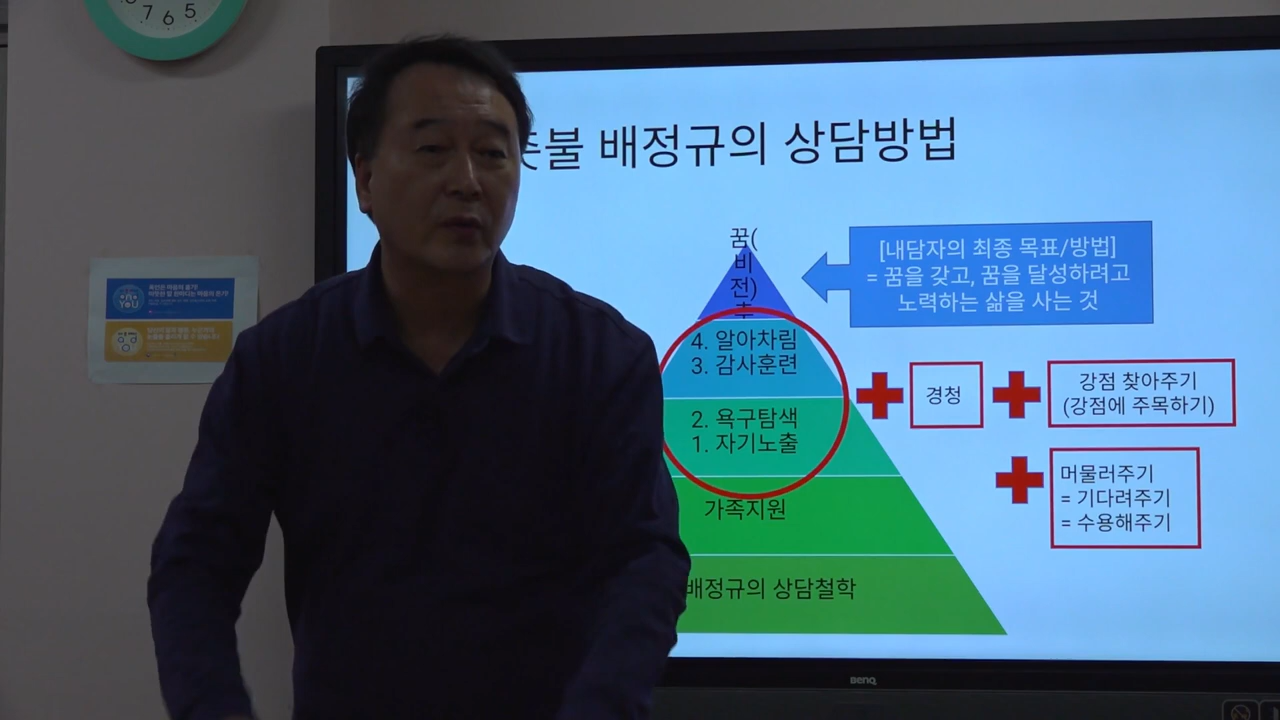 7 6 5
불 배정규의 상담방법
꿈(
비
전)
[내담자의 최종 목표/방법]
= 꿈을 갖고, 꿈을 달성하려고
노력하는 삶을 사는 것
4. 알아차림
3. 감사훈련
경청
강점 찾아주기
(강점에 주목하기)
2. 욕구탐색
1. 자기노출
머물러주기
= 기다려주기
= 수용해주기
가족지원
배정규의 상담철학
BenQ